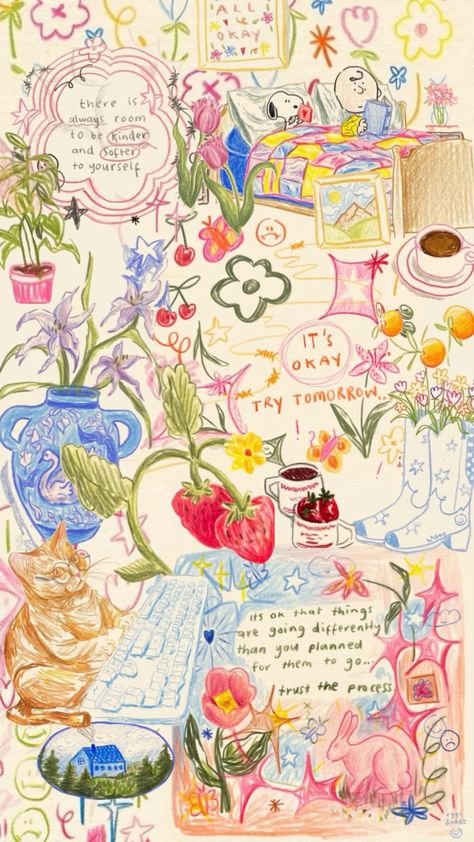 ALL
OKAY
there is
always room
to be kinder
and softer
to yourself
IT'S
OKAY
TRY TOMORROW..
Its ok that things
are going differently
than you planned
for them to go...
trust the process